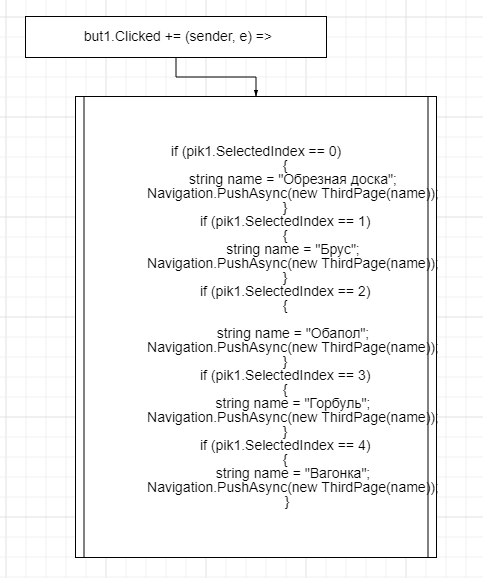 but1.Clicked += (sender, e) =>
if (pik1.SelectedIndex == 0)
{
string name = "Обрезная доска";
Navigation.PushAsync(new ThirdPage(name));
}
if (pik1.SelectedIndex == 1)
{
string name = "Брус";
Navigation.PushAsync(new ThirdPage(name));
}
if (pik1.SelectedIndex == 2)
{
string name = "Обапол";
Navigation.PushAsync(new ThirdPage(name));
}
if (pik1.SelectedIndex == 3)
{
string name = "Горбуль";
Navigation.PushAsync(new ThirdPage(name));
}
if (pik1.SelectedIndex == 4)
{
string name = "Вагонка";
Navigation.PushAsync(new ThirdPage(name));
}